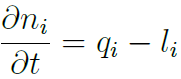 ∂n_i/∂t = q_i − l_i